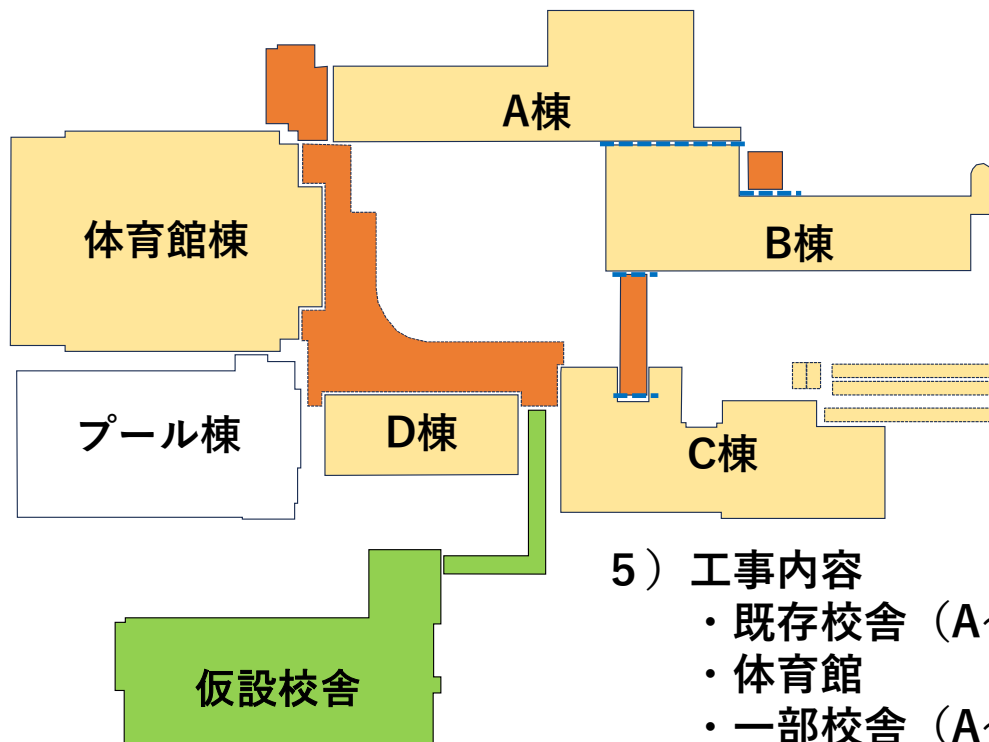 A棟
体育館棟
B棟
プール棟
D棟
C棟
5）工事内容
・既存校舎（A
・体育館
・一部校舎（A
仮設校舎